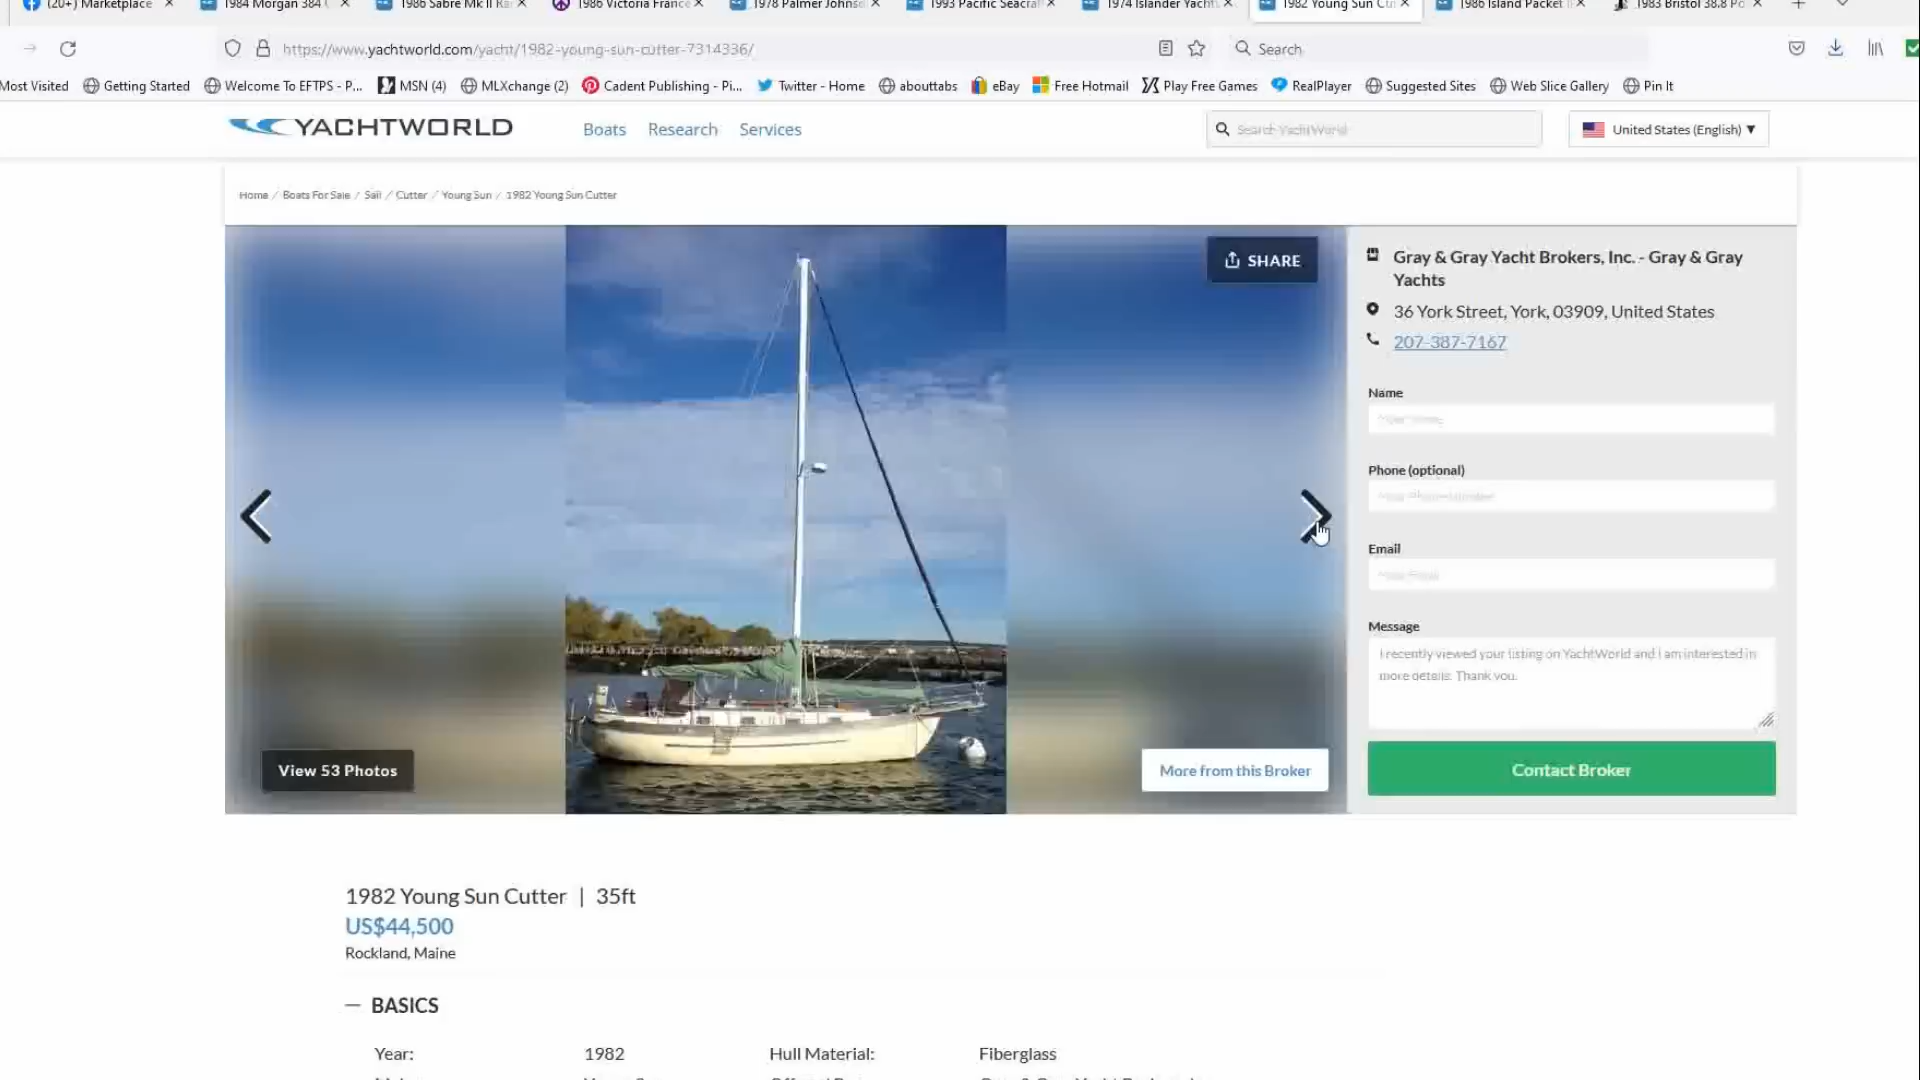 (20+) Marketplace
1984 Morgan 384
1986 Sabre Mk II
1986 Victoria France
1978 Palmer Johns
1993 Pacific Seacraf
1974 Islander Yacht
1982 Young Sun Cu
1986 Island Packet
1983 Bristol 38.8 Po
https://www.yachtworld.com/yacht/1982-young-sun-cutter-7314336/
Search
Most Visited
Getting Started
Welcome To EFTPS - P...
MSN (4)
MLXchange (2)
Cadent Publishing - Pi...
Twitter - Home
abouttabs
eBay
Free Hotmail
Play Free Games
RealPlayer
Suggested Sites
Web Slice Gallery
Pin It
YACHTWORLD
Boats
Research
Services
Search YachtWorld
United States (English) ▼
Home / Boats For Sale / Sail / Cutter / Young Sun / 1982 Young Sun Cutter
SHARE
View 53 Photos
More from this Broker
Gray & Gray Yacht Brokers, Inc. - Gray & Gray
Yachts
36 York Street, York, 03909, United States
207-387-7167
Name
Phone (optional)
Email
Message
I recently viewed your listing on YachtWorld and I am interested in
more details. Thank you.
Contact Broker
1982 Young Sun Cutter | 35ft
US$44,500
Rockland, Maine
— BASICS
Year: 1982 Hull Material: Fiberglass